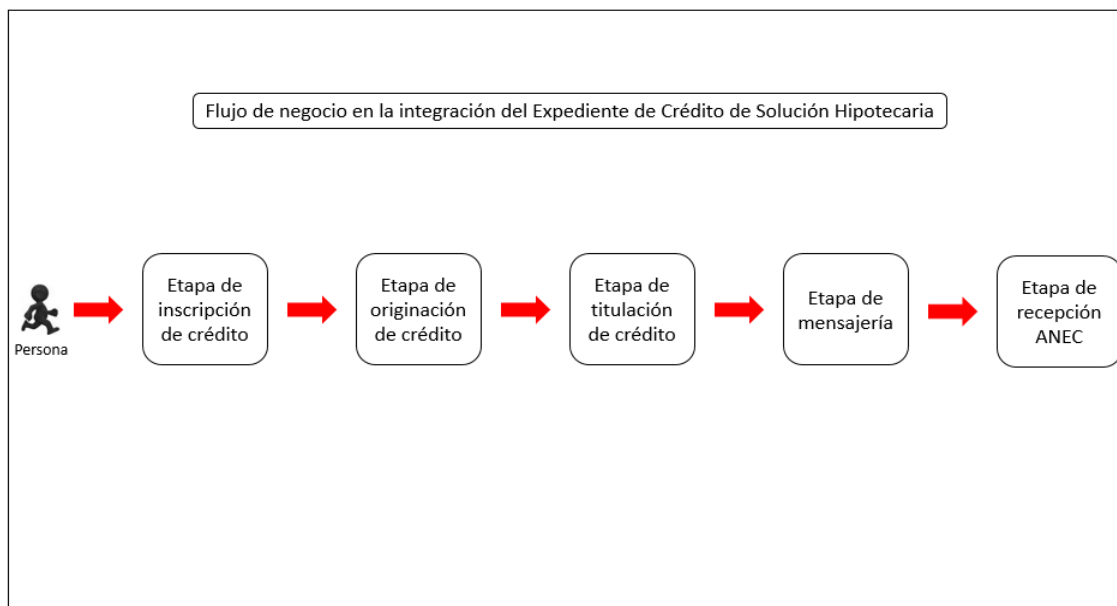 Flujo de negocio en la integración del Expediente de Crédito de Solución Hipotecaria
Persona
Etapa de
inscripción
de crédito
Etapa de
originación
de crédito
Etapa de
titulación
de crédito
Etapa de
mensajería
Etapa de
recepción
ANEC